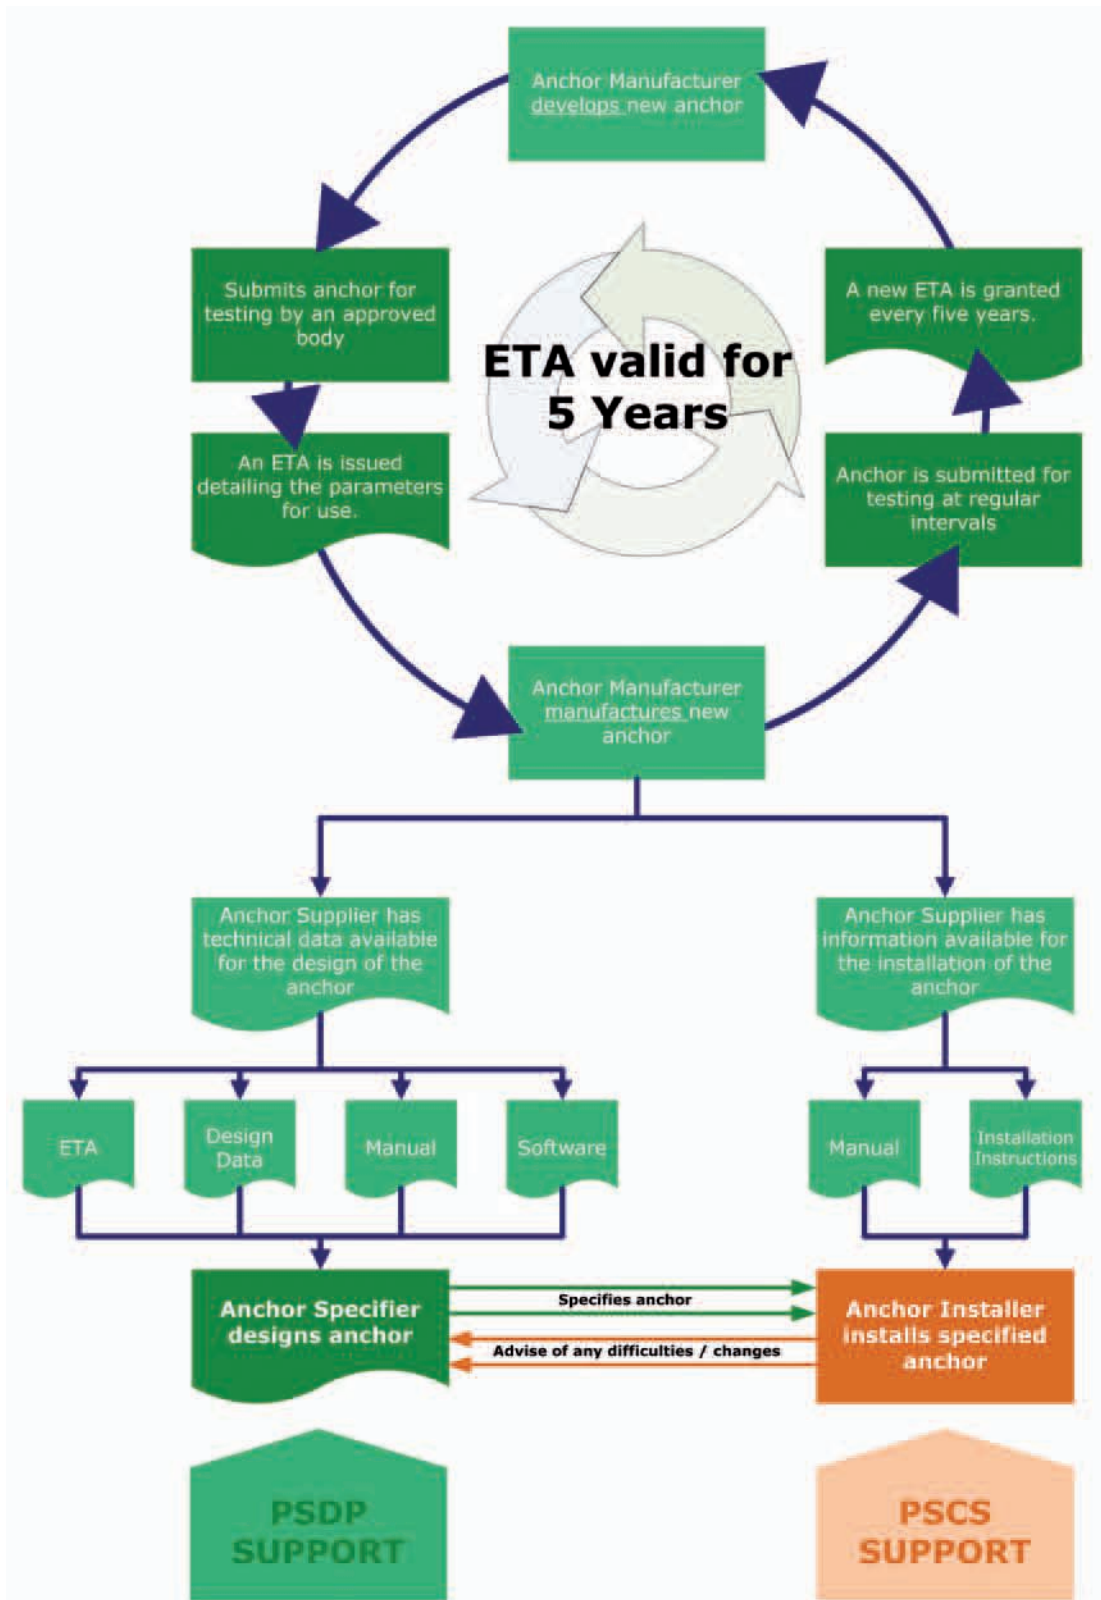 Anchor Manufacturer
develops new anchor
Submits anchor for
testing by an approved
body
A new ETA is granted
every five years.
ETA valid for
5 Years
An ETA is issued
detailing the parameters
for use.
Anchor is submitted for
testing at regular
intervals
Anchor Manufacturer
manufactures new
anchor
Anchor Supplier has
technical data available
for the design of the
anchor
Anchor Supplier has
information available for
the installation of the
anchor
ETA
Design
Data
Manual
Software
Manual
Installation
Instructions
Anchor Specifier
designs anchor
Specifies anchor
Advise of any difficulties / changes
Anchor Installer
installs specified
anchor
PSDP
SUPPORT
PSCS
SUPPORT